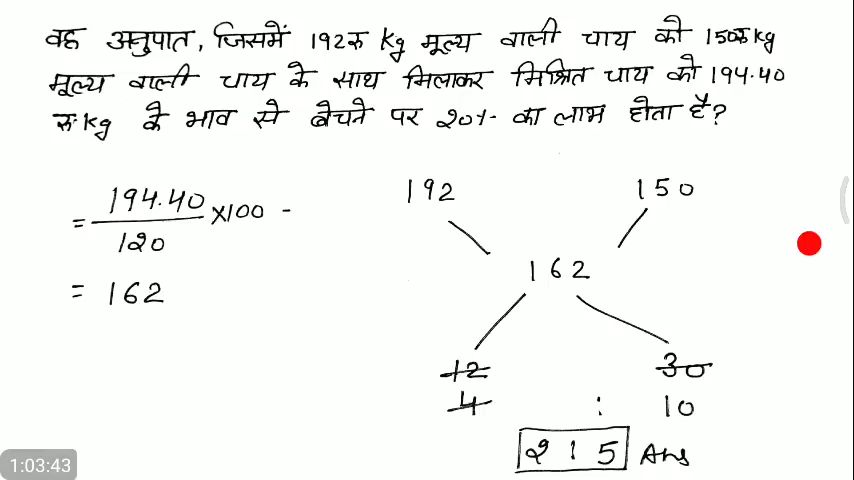 वह अनुपात, जिसमें 192रु kg मूल्य वाली चाय को 150रु kg
मूल्य वाली चाय के साथ मिलाकर मिश्रित चाय को 194.40
रु. kg के भाव से बेचने पर 20% का लाभ होता है?
= 194.40 / 120 ×100 -
= 162
192 150
162
12 30
4 : 10
2 : 5 Ans
1:03:43